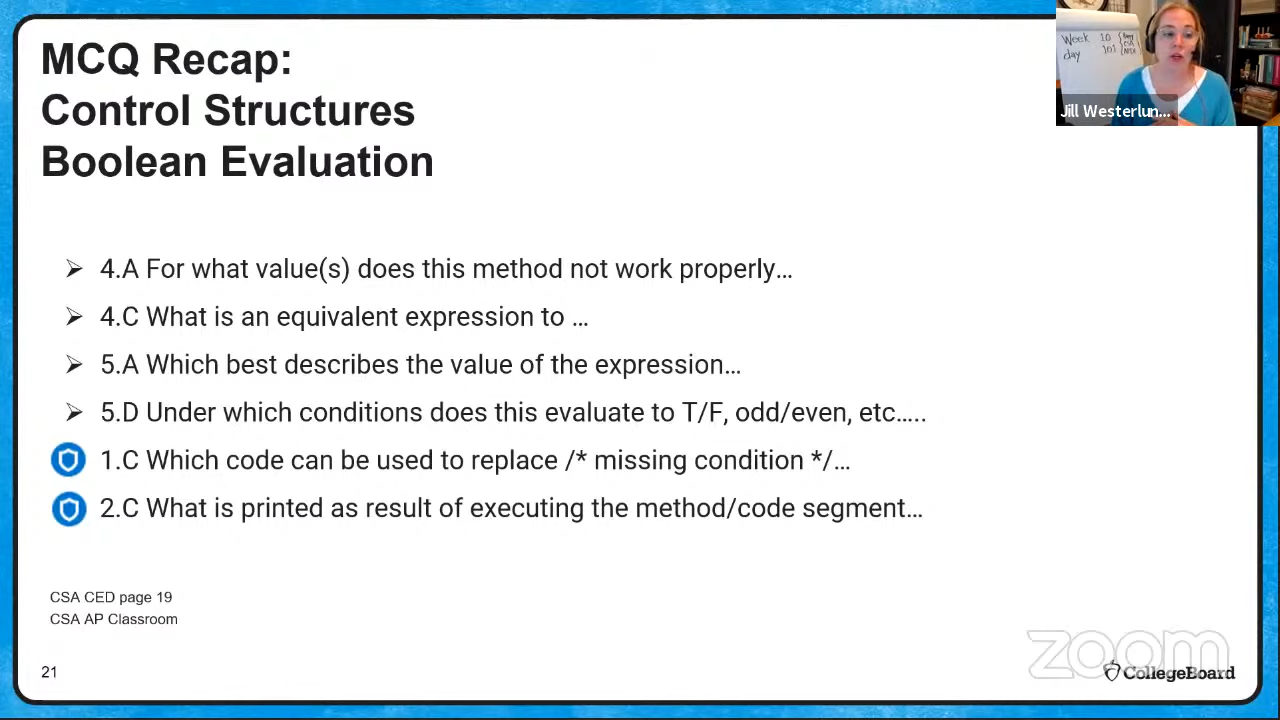 MCQ Recap:
Control Structures
Boolean Evaluation
Week 10
day 101
Jill Westerlun...
➢ 4.A For what value(s) does this method not work properly...
➢ 4.C What is an equivalent expression to ...
➢ 5.A Which best describes the value of the expression...
➢ 5.D Under which conditions does this evaluate to T/F, odd/even, etc.....
1.C Which code can be used to replace /* missing condition */...
2.C What is printed as result of executing the method/code segment...
CSA CED page 19
CSA AP Classroom
21
zoom
CollegeBoard